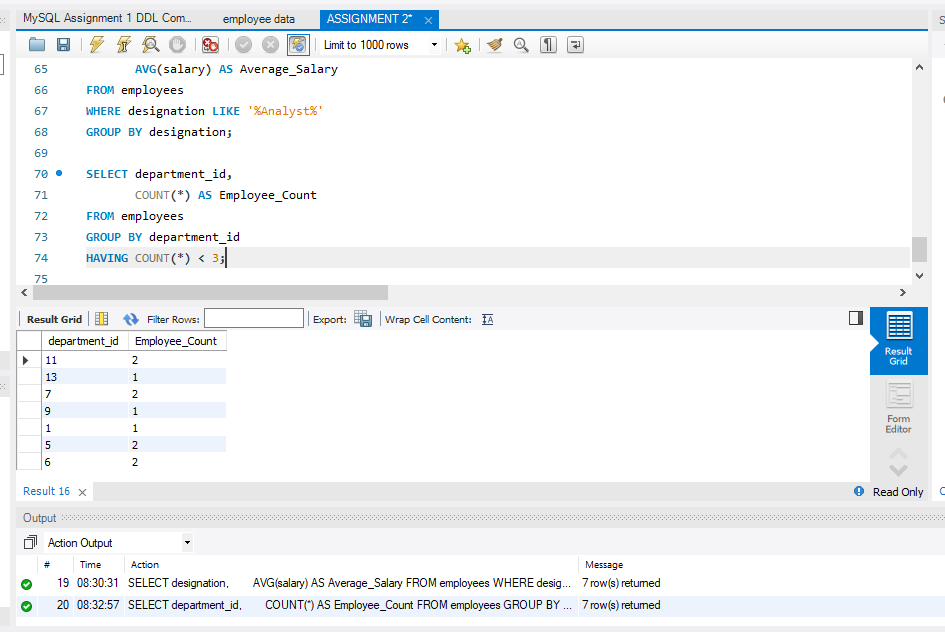 MySQL Assignment 1 DDL Com... employee data ASSIGNMENT 2*
Limit to 1000 rows
65 AVG(salary) AS Average_Salary
66 FROM employees
67 WHERE designation LIKE '%Analyst%'
68 GROUP BY designation;
69
70 SELECT department_id,
71 COUNT(*) AS Employee_Count
72 FROM employees
73 GROUP BY department_id
74 HAVING COUNT(*) < 3;
75
Result Grid Filter Rows: Export: Wrap Cell Content: IA
department_id Employee_Count
11 2
13 1
7 2
9 1
1 1
5 2
6 2
Result
Grid
Form
Editor
Result 16 Read Only
Output
Action Output
# Time Action Message
19 08:30:31 SELECT designation, AVG(salary) AS Average_Salary FROM employees WHERE desig... 7 row(s) returned
20 08:32:57 SELECT department_id, COUNT(*) AS Employee_Count FROM employees GROUP BY ... 7 row(s) returned